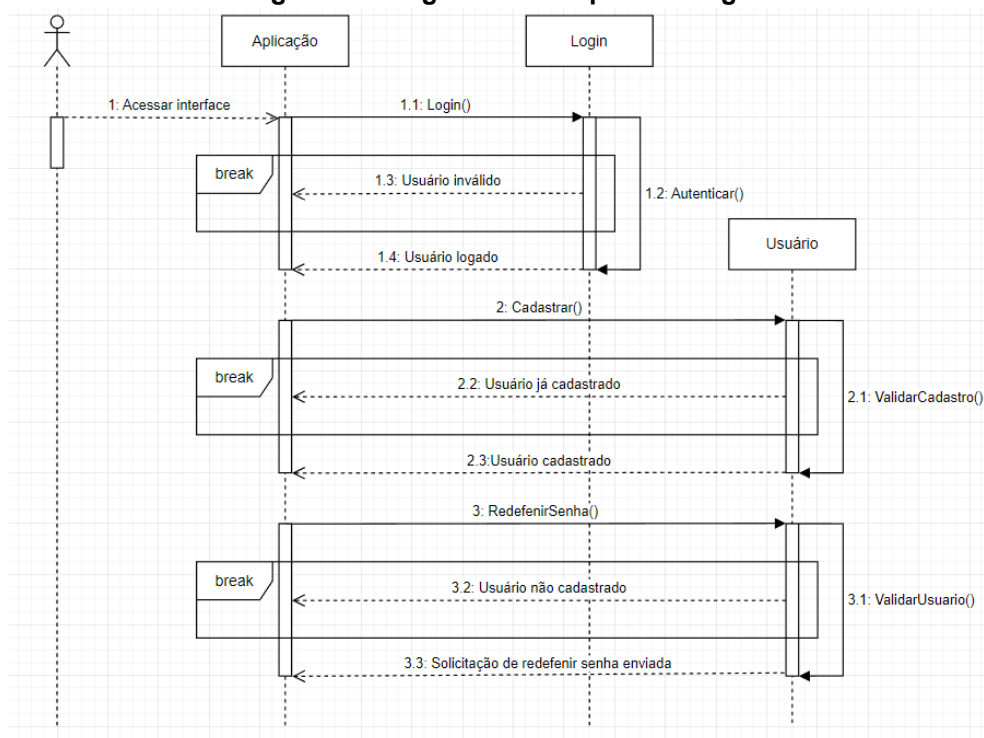 Aplicação
Login
1: Acessar interface
1.1: Login()
break
1.3: Usuário inválido
1.2: Autenticar()
Usuário
1.4: Usuário logado
2: Cadastrar()
break
2.2: Usuário já cadastrado
2.1: ValidarCadastro()
2.3:Usuário cadastrado
3: RedefenirSenha()
break
3.2: Usuário não cadastrado
3.1: ValidarUsuario()
3.3: Solicitação de redefenir senha enviada